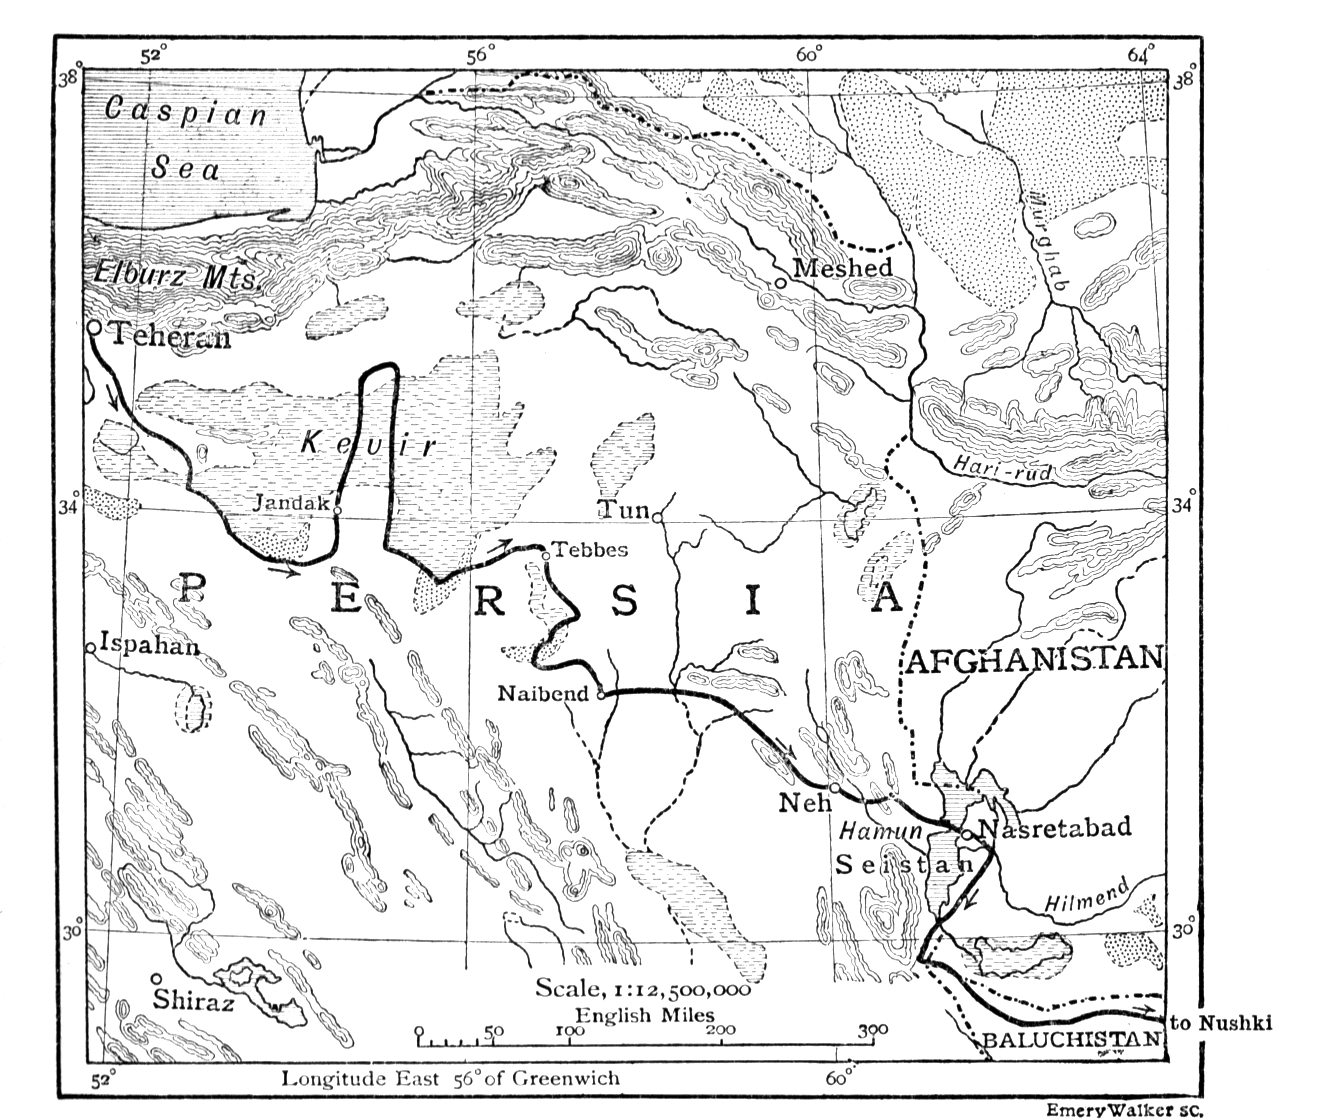 52° 56° 60° 64°
38° 38°
Caspian
Sea
Murghab
Elburz Mts.
Meshed
Teheran
Kevir
Hari-rud
Jandak
34° Tun 34°
Tebbes
PERSIA
Ispahan
AFGHANISTAN
Naibend
Neh
Hamun
Nasretabad
Seistan
Hilmend
30° 30°
Shiraz
Scale, 1:12,500,000
English Miles
0 50 100 200 300
to Nushki
BALUCHISTAN
52° Longitude East 56° of Greenwich 60°
Emery Walker sc.